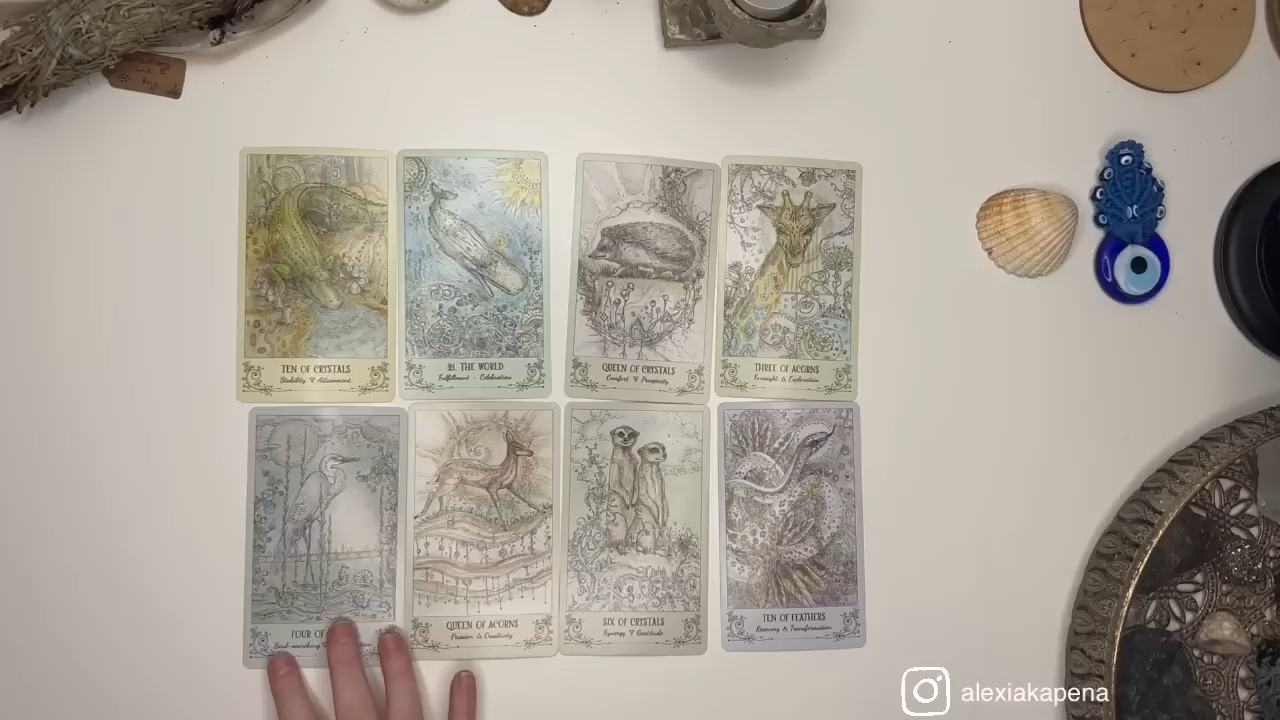 TEN OF CRYSTALS
Stability & Attainment
21. THE WORLD
Fulfillment - Celebration
QUEEN OF CRYSTALS
Comfort & Prosperity
THREE OF ACORNS
Foresight & Exploration
FOUR OF
Soul-searching
QUEEN OF ACORNS
Passion & Creativity
SIX OF CRYSTALS
Synergy & Gratitude
TEN OF FEATHERS
Recovery & Transformation
alexiakapena